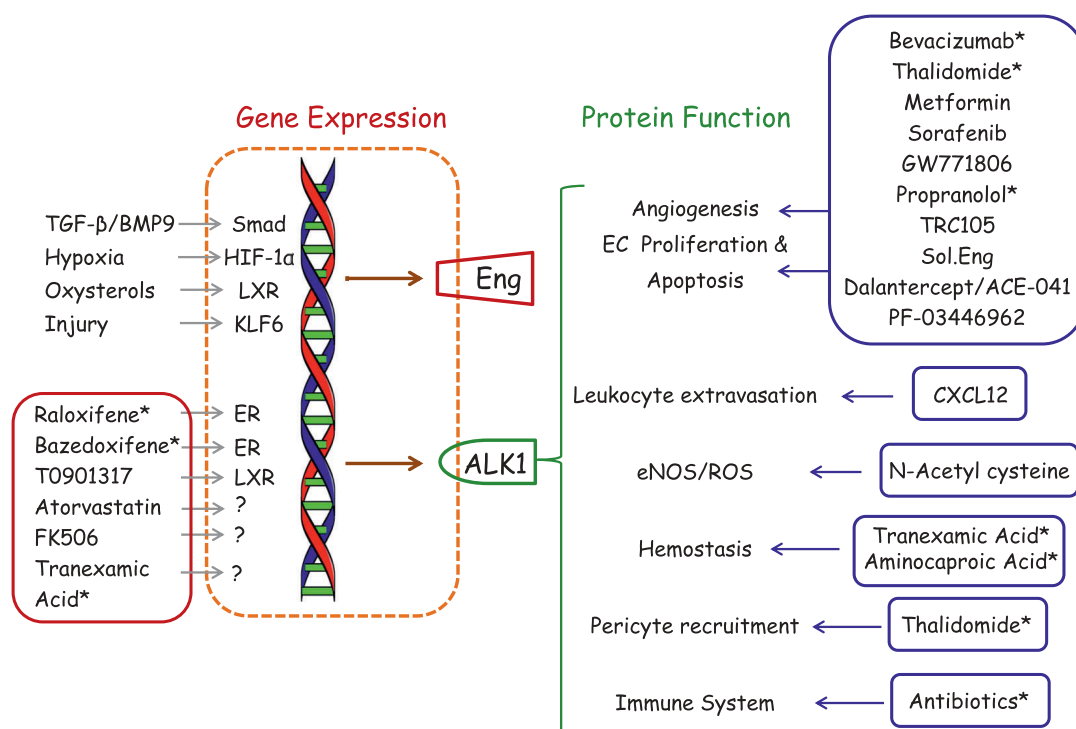 Gene Expression
TGF-β/BMP9
Hypoxia
Oxysterols
Injury
Smad
HIF-1α
LXR
KLF6
Raloxifene*
Bazedoxifene*
T0901317
Atorvastatin
FK506
Tranexamic
Acid*
ER
ER
LXR
?
?
?
Eng
ALK1
Protein Function
Angiogenesis
EC Proliferation &
Apoptosis
Leukocyte extravasation
eNOS/ROS
Hemostasis
Pericyte recruitment
Immune System
Bevacizumab*
Thalidomide*
Metformin
Sorafenib
GW771806
Propranolol*
TRC105
Sol.Eng
Dalantercept/ACE-041
PF-03446962
CXCL12
N-Acetyl cysteine
Tranexamic Acid*
Aminocaproic Acid*
Thalidomide*
Antibiotics*